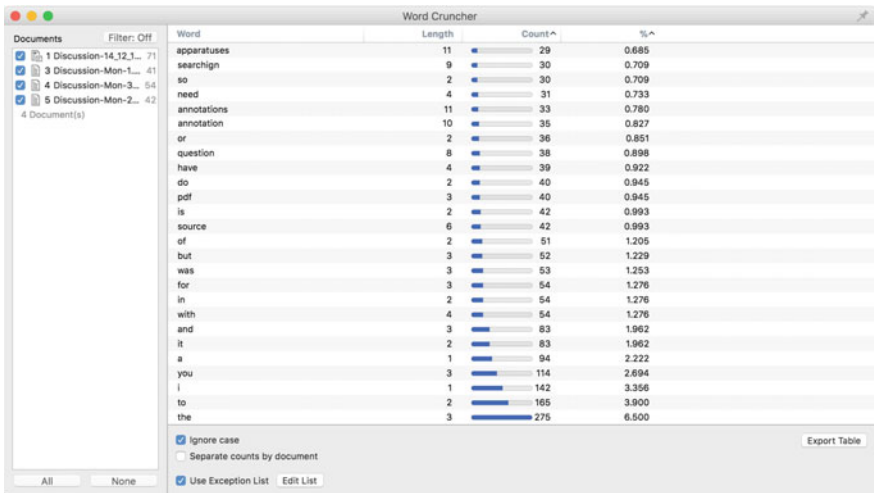 Word Cruncher
Documents Filter: Off
1 Discussion-14_12_1... 71
3 Discussion-Mon-1.... 41
4 Discussion-Mon-3... 54
5 Discussion-Mon-2... 42
4 Document(s)
All None
Word Length Count^ %^
apparatuses 11 29 0.685
searchign 9 30 0.709
so 2 30 0.709
need 4 31 0.733
annotations 11 33 0.780
annotation 10 35 0.827
or 2 36 0.851
question 8 38 0.898
have 4 39 0.922
do 2 40 0.945
pdf 3 40 0.945
is 2 42 0.993
source 6 42 0.993
of 2 51 1.205
but 3 52 1.229
was 3 53 1.253
for 3 54 1.276
in 2 54 1.276
with 4 54 1.276
and 3 83 1.962
it 2 83 1.962
a 1 94 2.222
you 3 114 2.694
i 1 142 3.356
to 2 165 3.900
the 3 275 6.500
Ignore case
Export Table
Separate counts by document
Use Exception List Edit List